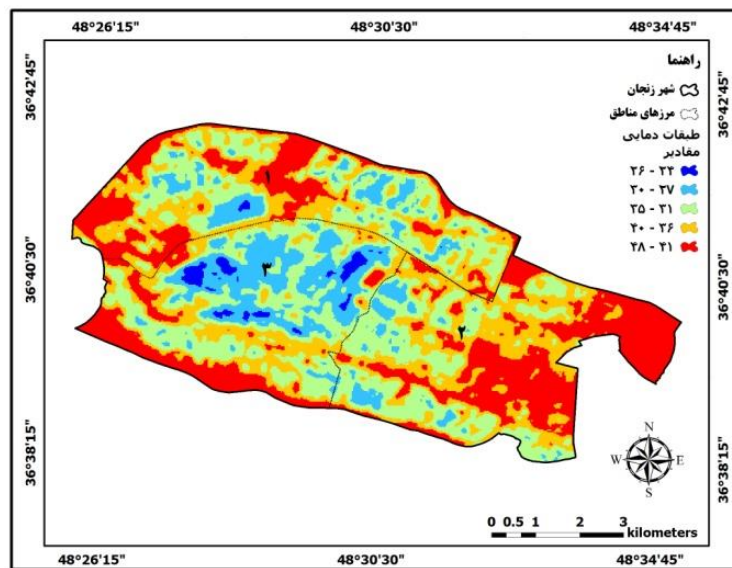 48°26'15" 48°30'30" 48°34'45"
36°42'45"
36°42'45"
راهنما
شهر زنجان
مرزهای مناطق
طبقات دمایی
مقادیر
۲۶ - ۲۳
۳۰ - ۲۷
۳۵ - ۳۱
۴۰ - ۳۶
۴۸ - ۴۱
۱
۳
۲
36°40'30"
36°40'30"
36°38'15"
36°38'15"
N
W E
S
0 0.5 1 2 3
kilometers
48°26'15" 48°30'30" 48°34'45"